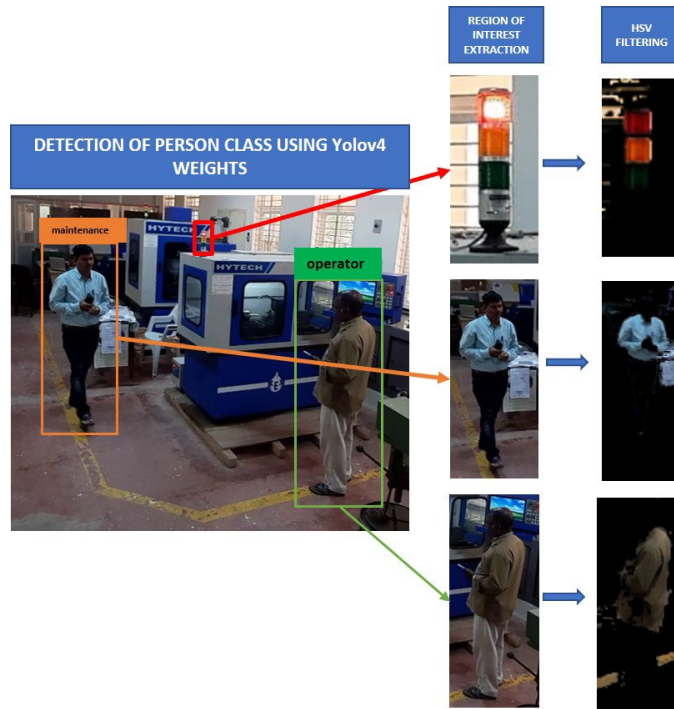 REGION OF
INTEREST
EXTRACTION
HSV
FILTERING
DETECTION OF PERSON CLASS USING Yolov4
WEIGHTS
maintenance
HYTECH
HYTECH
operator